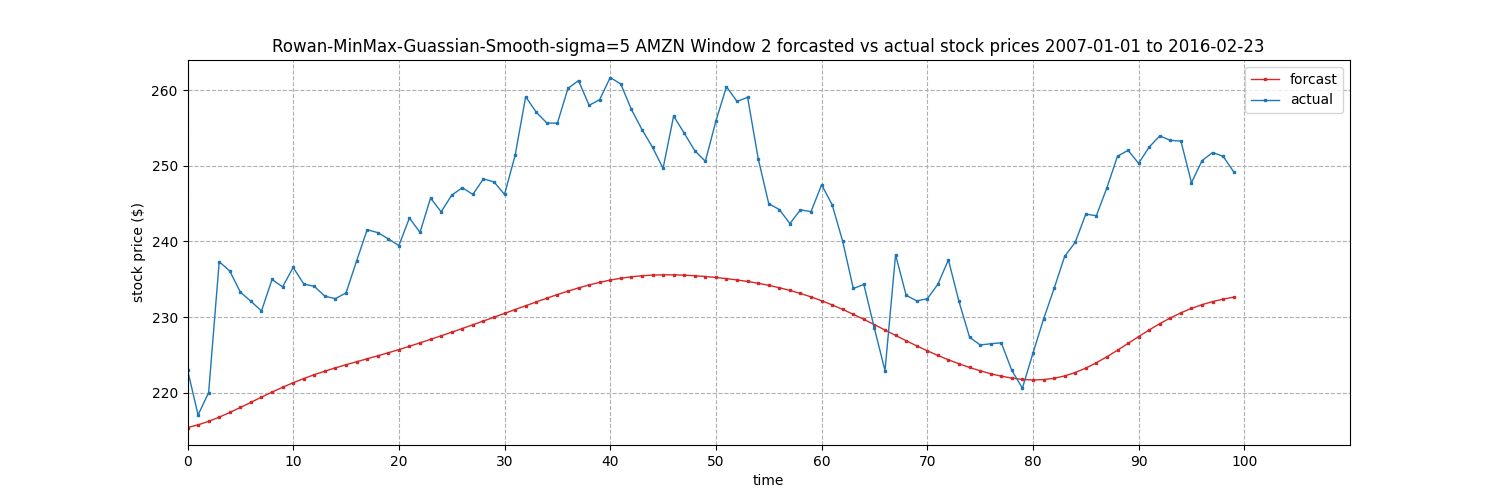 Rowan-MinMax-Guassian-Smooth-sigma=5 AMZN Window 2 forcasted vs actual stock prices 2007-01-01 to 2016-02-23
forcast
actual
260
250
240
230
220
stock price ($)
0 10 20 30 40 50 60 70 80 90 100
time